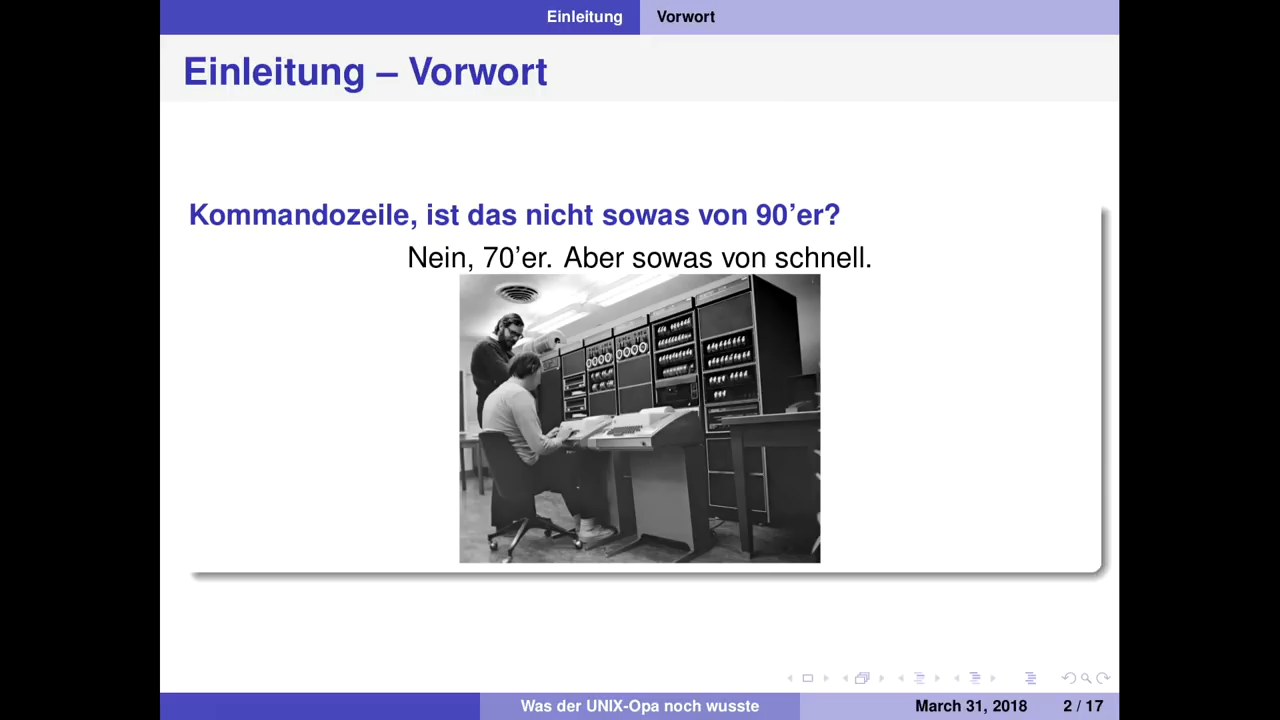 Einleitung
Vorwort
Einleitung – Vorwort
Kommandozeile, ist das nicht sowas von 90'er?
Nein, 70'er. Aber sowas von schnell.
Was der UNIX-Opa noch wusste
March 31, 2018
2 / 17